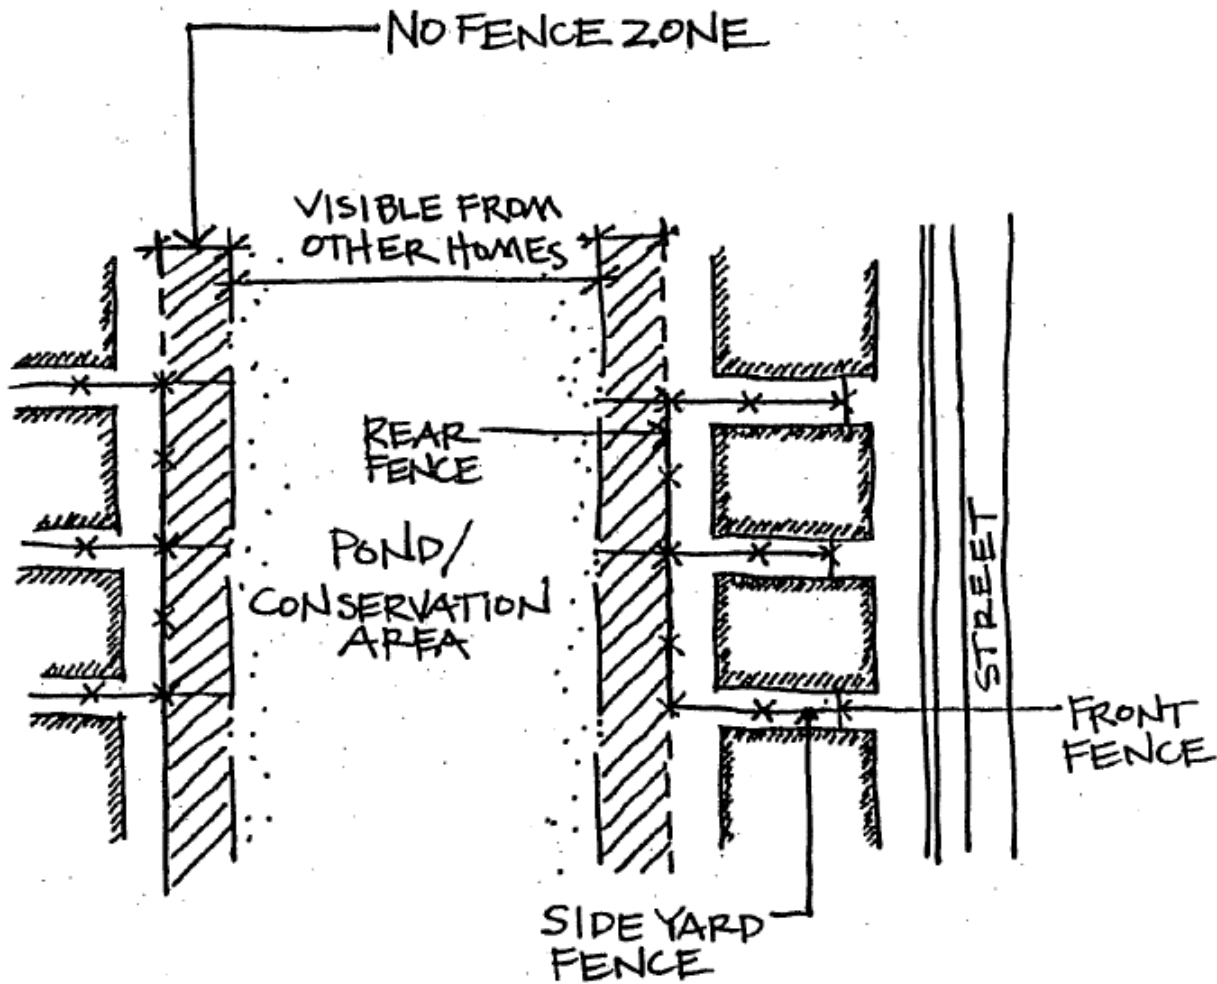 NO FENCE ZONE
VISIBLE FROM
OTHER HOMES
REAR
FENCE
POND/
CONSERVATION
AREA
STREET
FRONT
FENCE
SIDE YARD
FENCE